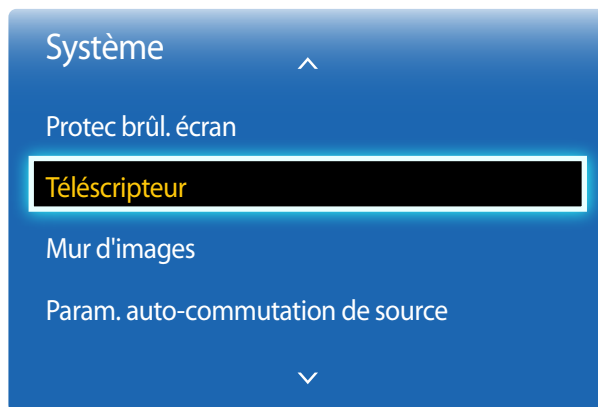 Système
Protec brûl. écran
Téléscripteur
Mur d'images
Param. auto-commutation de source